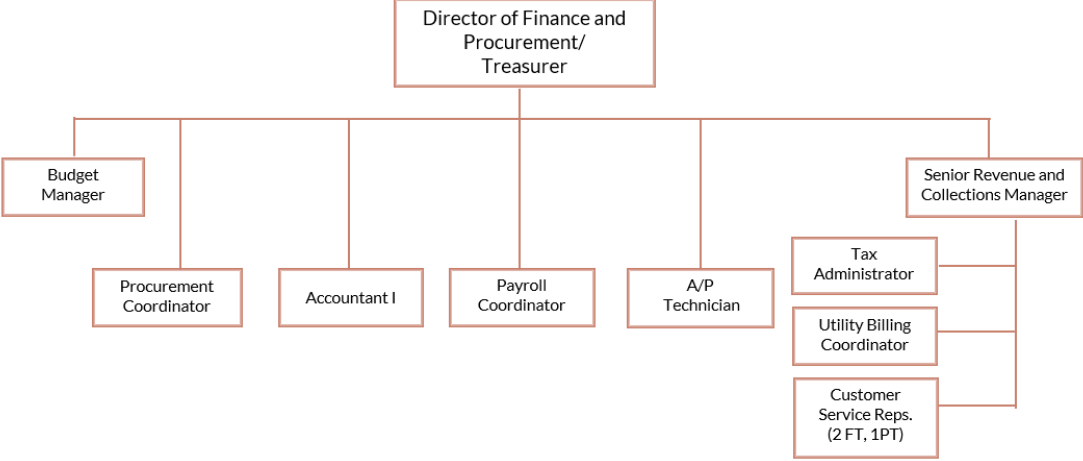 Director of Finance and
Procurement/
Treasurer
Budget
Manager
Senior Revenue and
Collections Manager
Procurement
Coordinator
Accountant I
Payroll
Coordinator
A/P
Technician
Tax
Administrator
Utility Billing
Coordinator
Customer
Service Reps.
(2 FT, 1PT)